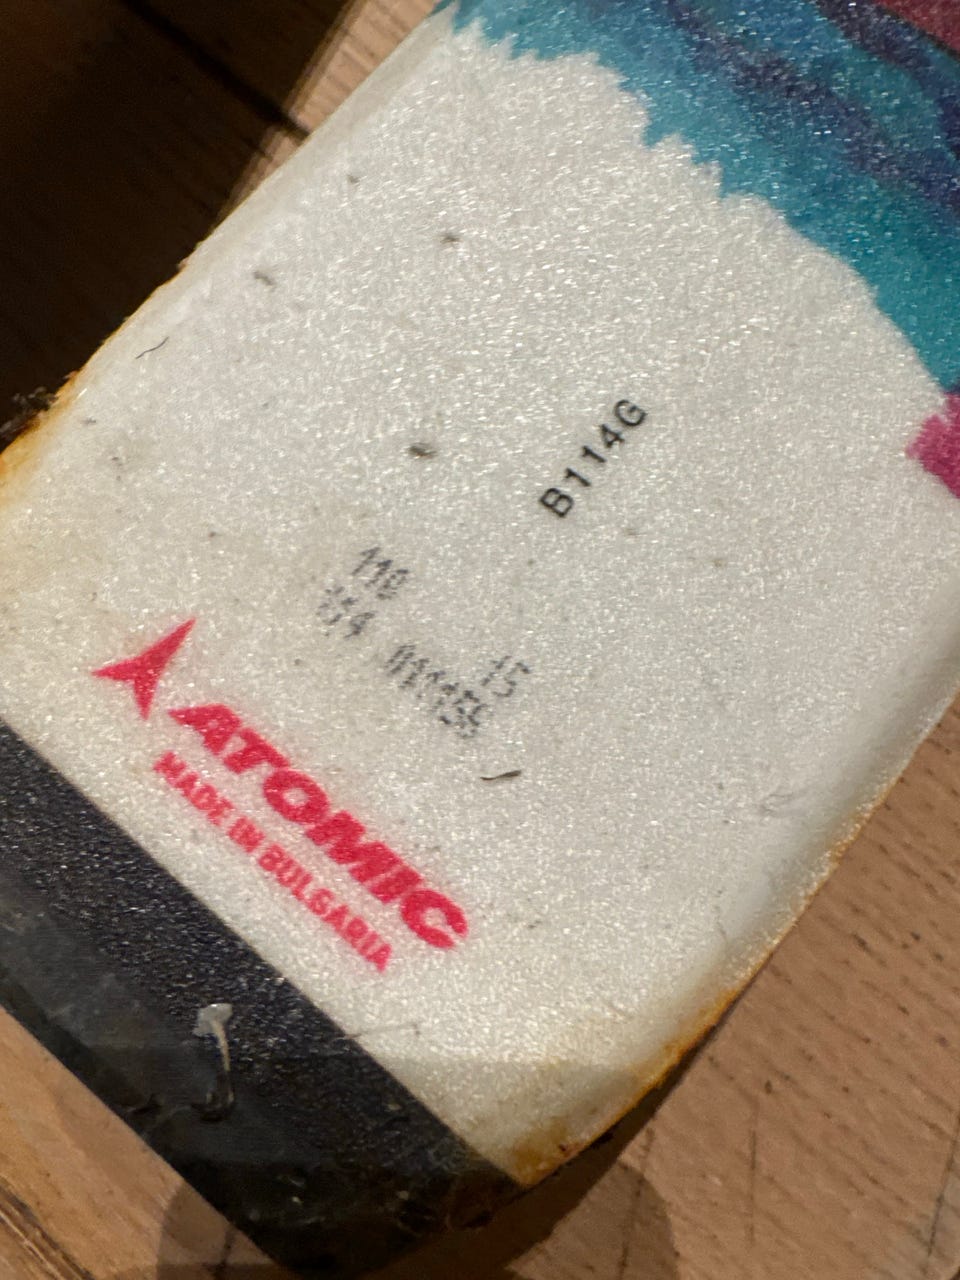 B114G
110
15
ATOMIC
MADE IN BULGARIA